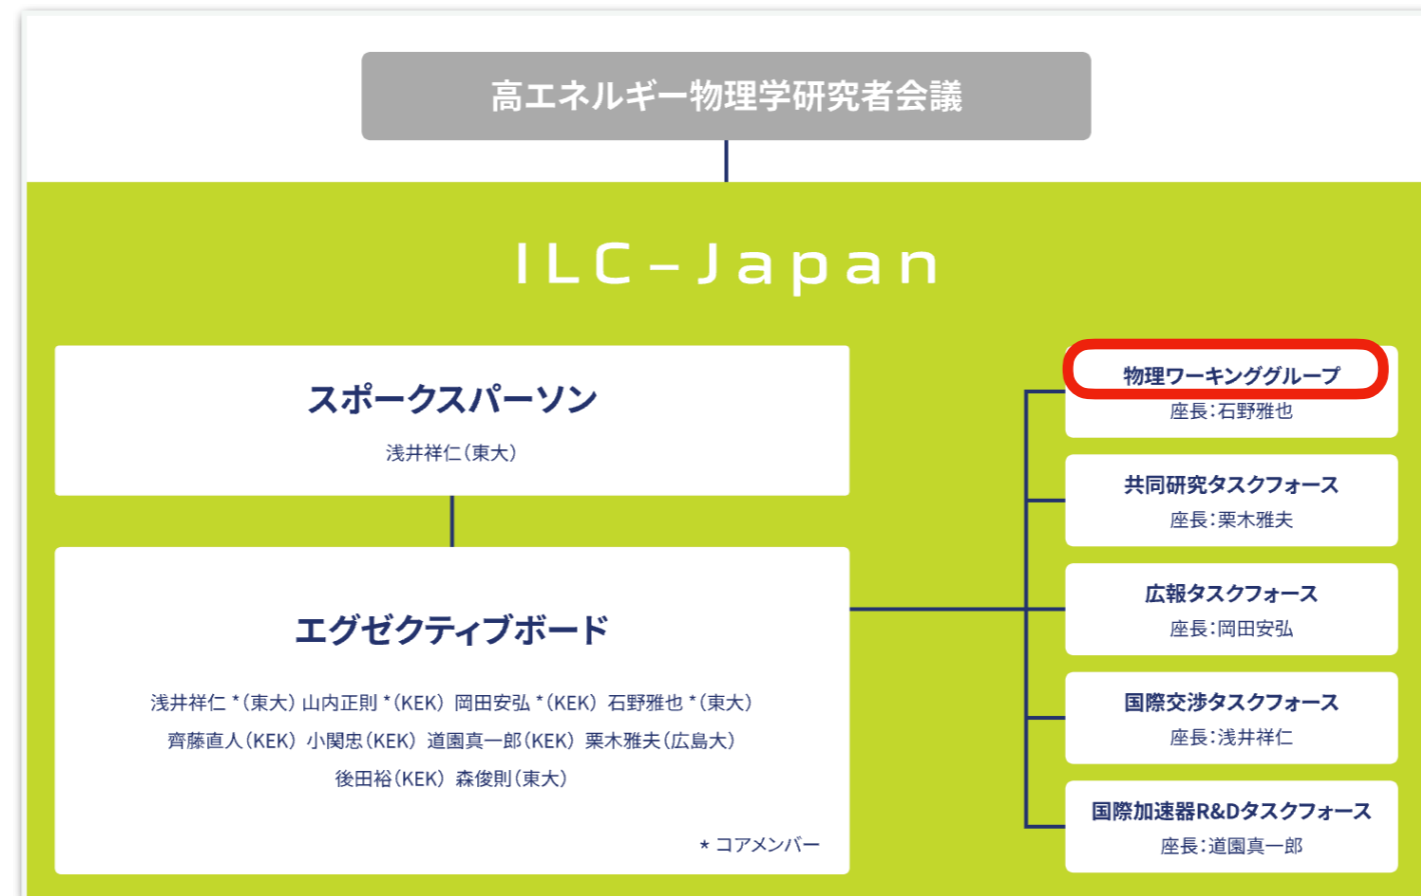 高エネルギー物理学研究者会議
ILC-Japan
スポークスパーソン
浅井祥仁(東大)
エグゼクティブボード
浅井祥仁 *(東大) 山内正則 *(KEK) 岡田安弘 *(KEK) 石野雅也 *(東大)
齊藤直人(KEK) 小関忠(KEK) 道園真一郎(KEK) 栗木雅夫(広島大)
後田裕(KEK) 森俊則(東大)
* コアメンバー
物理ワーキンググループ
座長:石野雅也
共同研究タスクフォース
座長:栗木雅夫
広報タスクフォース
座長:岡田安弘
国際交渉タスクフォース
座長:浅井祥仁
国際加速器R&Dタスクフォース
座長:道園真一郎